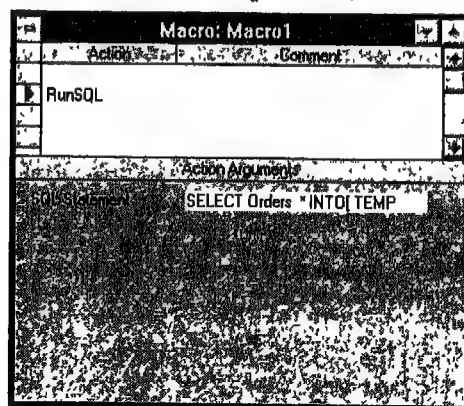 Macro: Macro1
Action Comment
RunSQL
Action Arguments
SQL Statement SELECT Orders *INTO[ TEMP